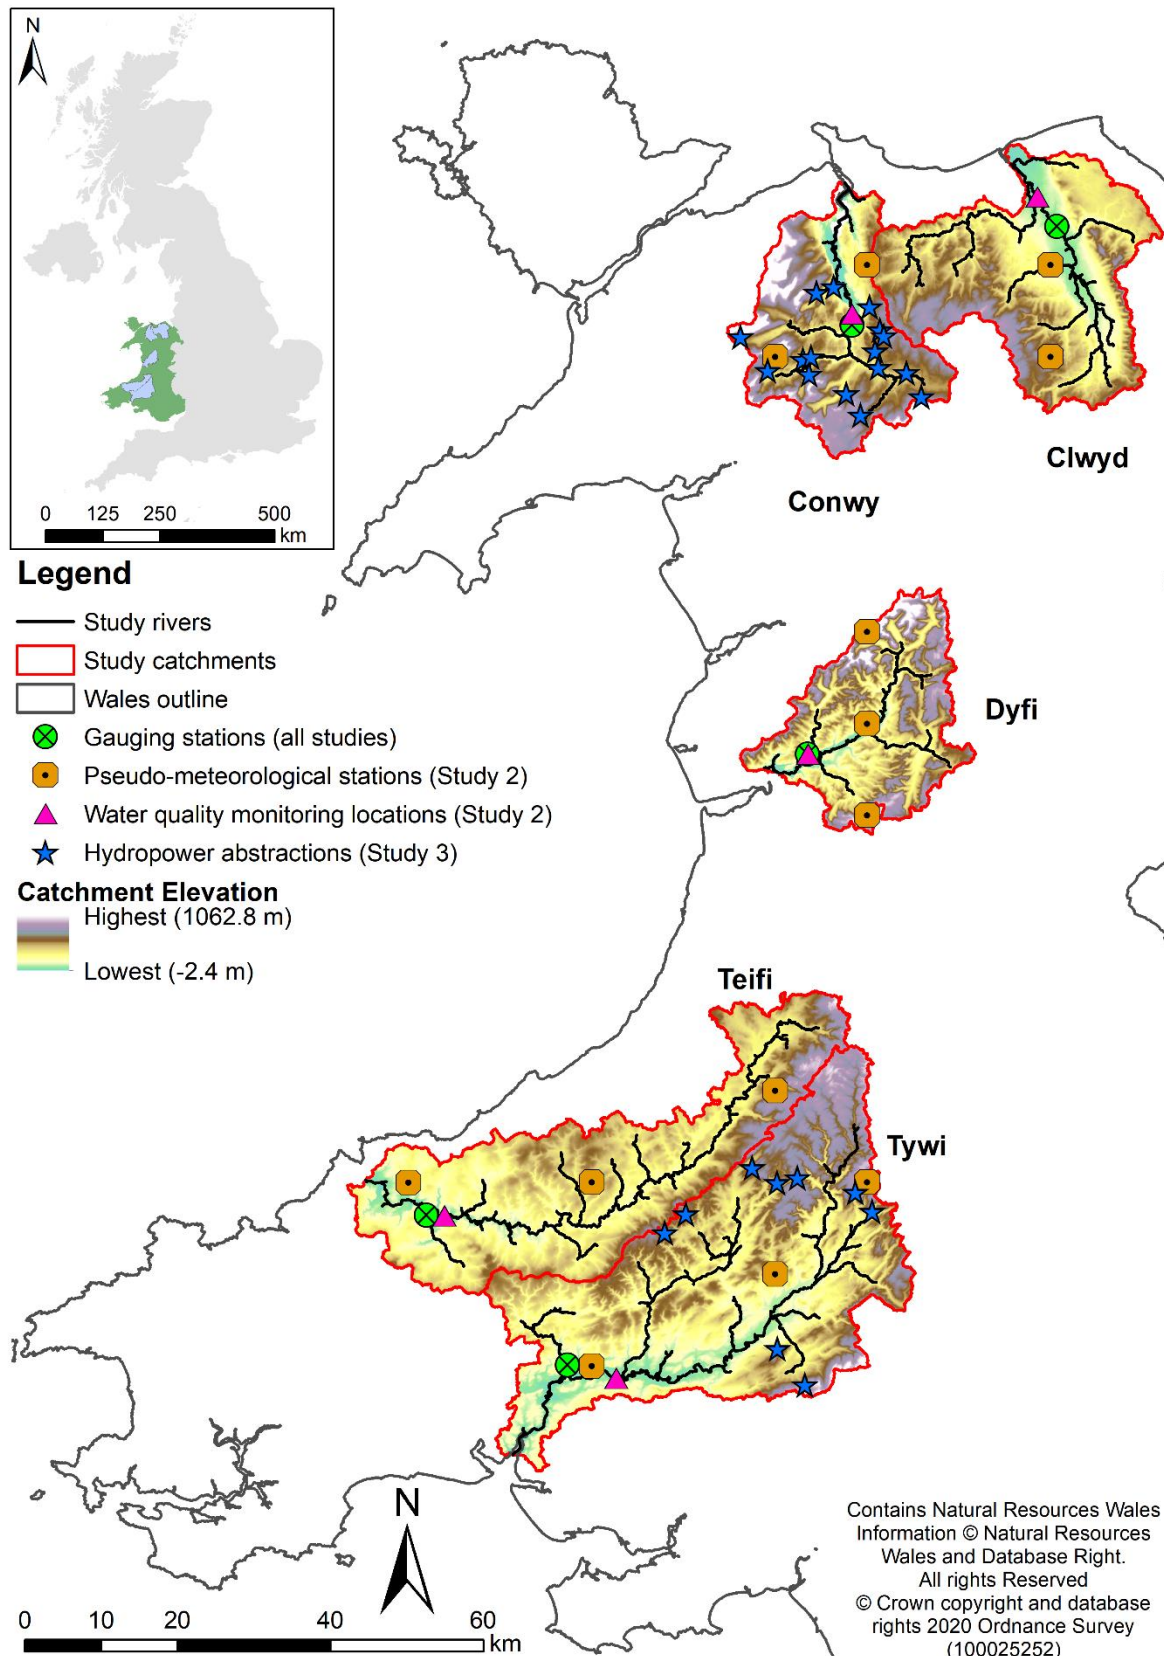 N
0 125 250 500
km
Legend
Study rivers
Study catchments
Wales outline
Gauging stations (all studies)
Pseudo-meteorological stations (Study 2)
Water quality monitoring locations (Study 2)
Hydropower abstractions (Study 3)
Catchment Elevation
Highest (1062.8 m)
Lowest (-2.4 m)
Clwyd
Conwy
Dyfi
Teifi
Tywi
N
0 10 20 40 60
km
Contains Natural Resources Wales
Information © Natural Resources
Wales and Database Right.
All rights Reserved
© Crown copyright and database
rights 2020 Ordnance Survey
(100025252)